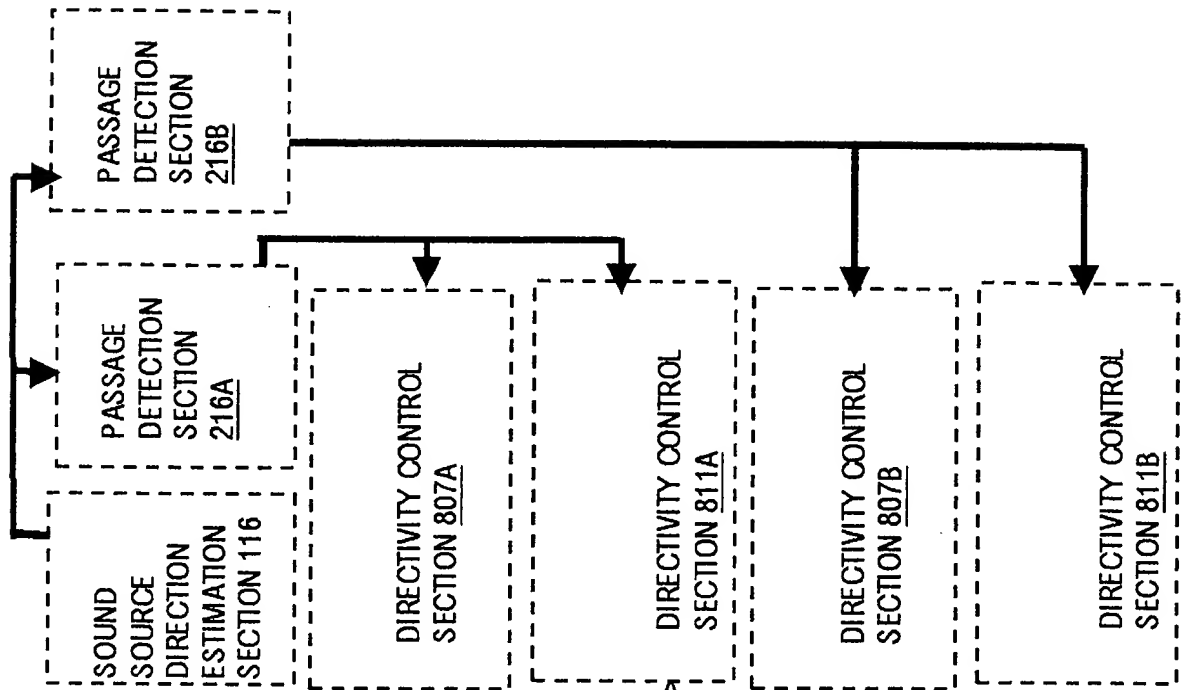 SOUND
SOURCE
DIRECTION
ESTIMATION
SECTION 116
PASSAGE
DETECTION
SECTION
216A
PASSAGE
DETECTION
SECTION
216B
DIRECTIVITY CONTROL
SECTION 807A
DIRECTIVITY CONTROL
SECTION 811A
DIRECTIVITY CONTROL
SECTION 807B
DIRECTIVITY CONTROL
SECTION 811B